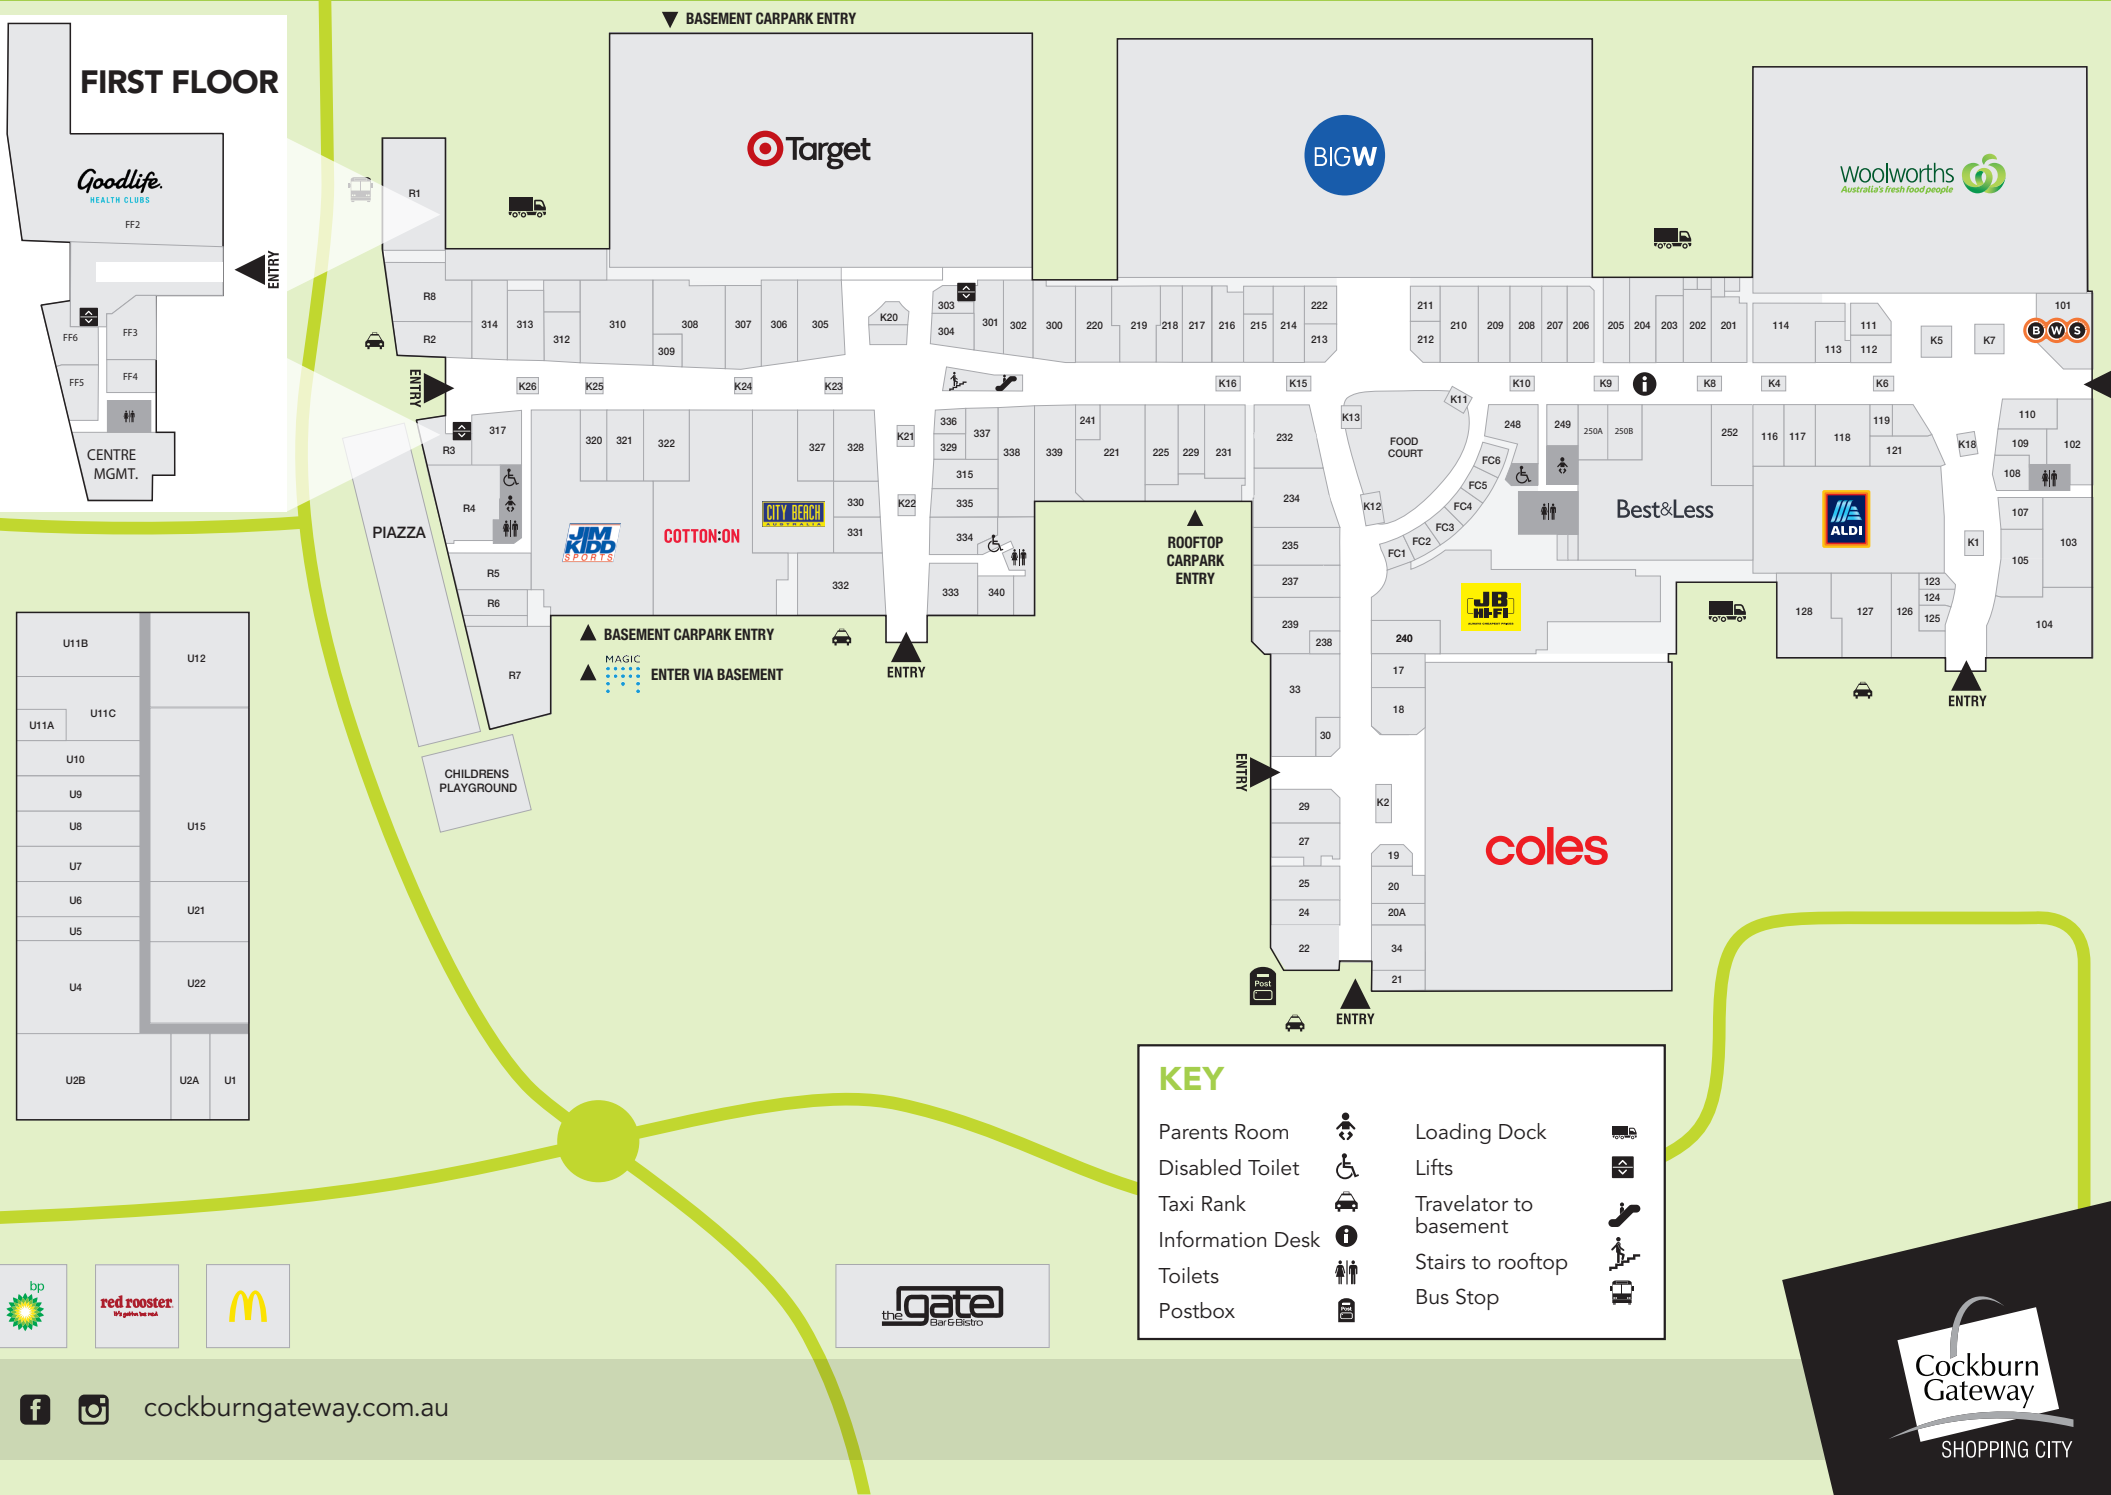 BASEMENT CARPARK ENTRY
FIRST FLOOR
Goodlife.
HEALTH CLUBS
FF2
ENTRY
FF3
FF6
FF4
FF5
CENTRE
MGMT.
Target
BIGW
Woolworths
Australia's fresh food people
R1
R8
R2
314
313
312
310
308
309
307
306
305
K20
303
304
301
302
300
220
219
218
217
216
215
214
222
213
211
212
210
209
208
207
206
205
204
203
202
201
114
113
111
112
K5
K7
101
BWS
ENTRY
K26
K25
K24
K23
K16
K15
K10
K9
K8
K4
K6
K13
K11
FOOD
COURT
K12
R3
317
R4
320
321
322
327
328
K21
330
331
K22
336
329
337
315
335
334
338
339
241
221
225
229
231
232
234
235
237
239
238
248
249
250A
250B
252
116
117
118
119
121
K18
110
109
108
102
107
105
103
104
K1
FC6
FC5
FC4
FC3
FC2
FC1
Best&Less
ALDI
PIAZZA
JIM
KIDD
SPORTS
COTTON:ON
CITY BEACH
AUSTRALIA
332
333
340
ROOFTOP
CARPARK
ENTRY
R5
R6
R7
JB
HI-FI
240
128
127
126
123
124
125
BASEMENT CARPARK ENTRY
MAGIC
ENTER VIA BASEMENT
ENTRY
ENTRY
17
18
33
30
ENTRY
29
27
25
24
22
K2
19
20
20A
34
21
coles
Post
ENTRY
CHILDRENS
PLAYGROUND
U11B
U12
U11C
U11A
U10
U9
U8
U15
U7
U6
U21
U5
U4
U22
U2B
U2A
U1
KEY
Parents Room
Disabled Toilet
Taxi Rank
Information Desk
Toilets
Postbox
Post
Loading Dock
Lifts
Travelator to
basement
Stairs to rooftop
Bus Stop
bp
red rooster
the gate
Bar&Bistro
cockburngateway.com.au
Cockburn
Gateway
SHOPPING CITY